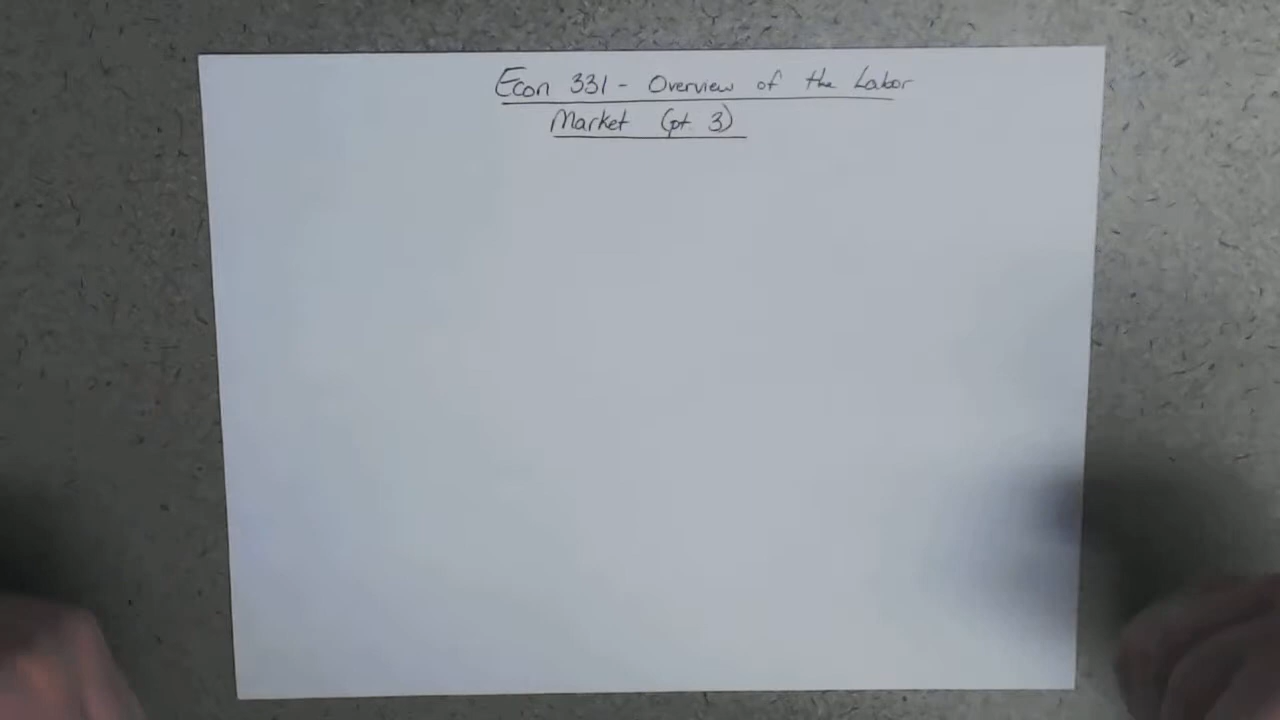 Econ 331 - Overview of the Labor
Market (pt. 3)